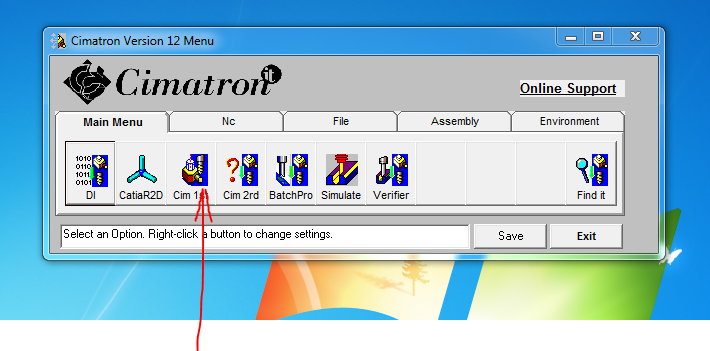 Cimatron Version 12 Menu
Cimatron it
Online Support
Main Menu Nc File Assembly Environment
1010
0110
1011
0101
DI CatiaR2D Cim 1st Cim 2rd BatchPro Simulate Verifier Find it
Select an Option. Right-click a button to change settings. Save Exit